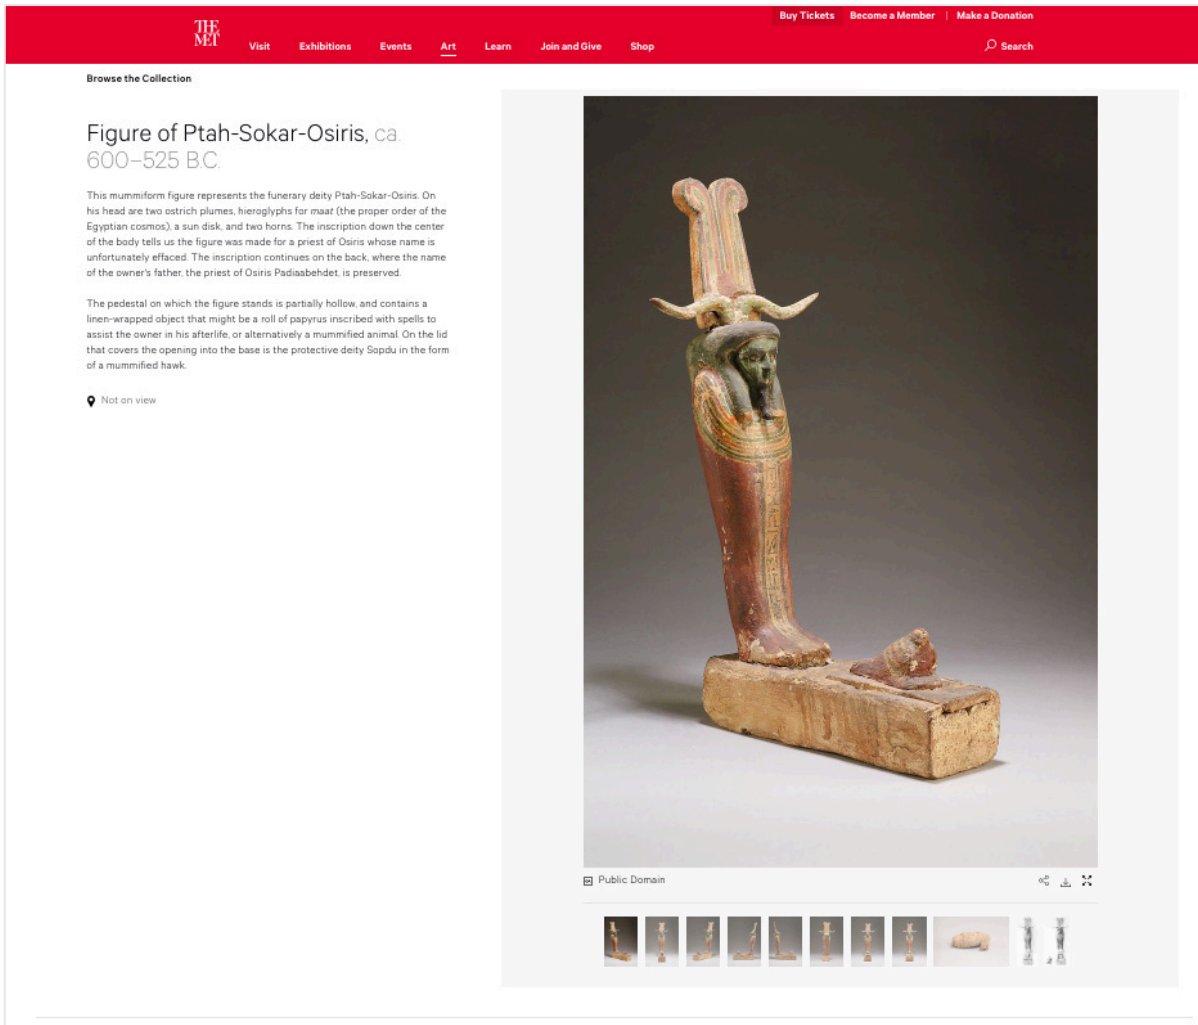 Buy Tickets Become a Member | Make a Donation
THE MET
Visit Exhibitions Events Art Learn Join and Give Shop Search
Browse the Collection
Figure of Ptah-Sokar-Osiris, ca.
600–525 B.C.
This mummiform figure represents the funerary deity Ptah-Sokar-Osiris. On
his head are two ostrich plumes, hieroglyphs for maat (the proper order of the
Egyptian cosmos), a sun disk, and two horns. The inscription down the center
of the body tells us the figure was made for a priest of Osiris whose name is
unfortunately effaced. The inscription continues on the back, where the name
of the owner's father, the priest of Osiris Padiaabehdet, is preserved.
The pedestal on which the figure stands is partially hollow, and contains a
linen-wrapped object that might be a roll of papyrus inscribed with spells to
assist the owner in his afterlife, or alternatively a mummified animal. On the lid
that covers the opening into the base is the protective deity Sopdu in the form
of a mummified hawk.
Not on view
Public Domain